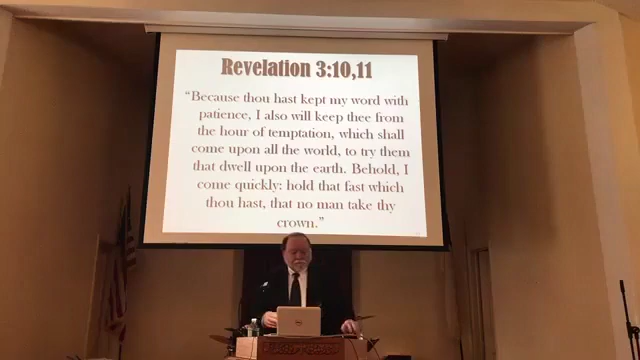 Revelation 3:10,11
“Because thou hast kept my word with
patience, I also will keep thee from
the hour of temptation, which shall
come upon all the world, to try them
that dwell upon the earth. Behold, I
come quickly: hold that fast which
thou hast, that no man take thy
crown.”